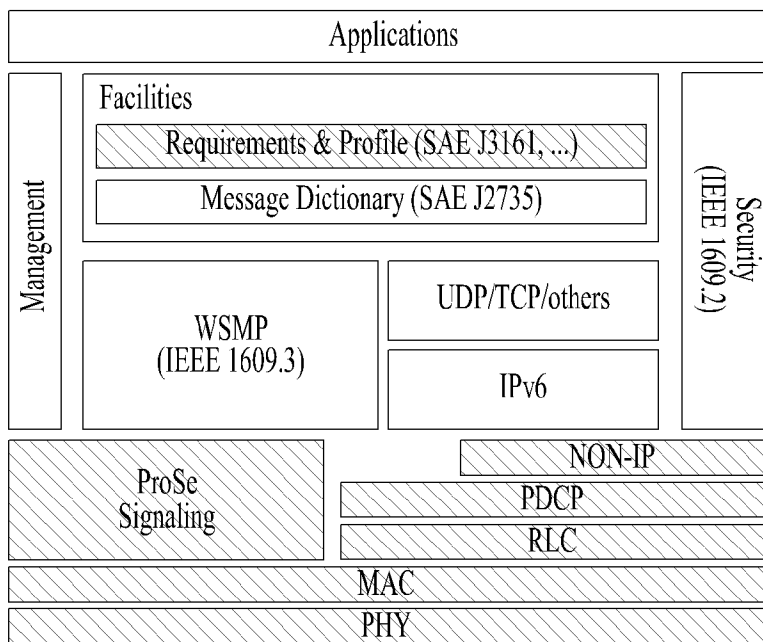 Applications
Facilities
Requirements & Profile (SAE J3161, ...)
Message Dictionary (SAE J2735)
Management
Security
(IEEE 1609.2)
WSMP
(IEEE 1609.3)
UDP/TCP/others
IPv6
ProSe
Signaling
NON-IP
PDCP
RLC
MAC
PHY